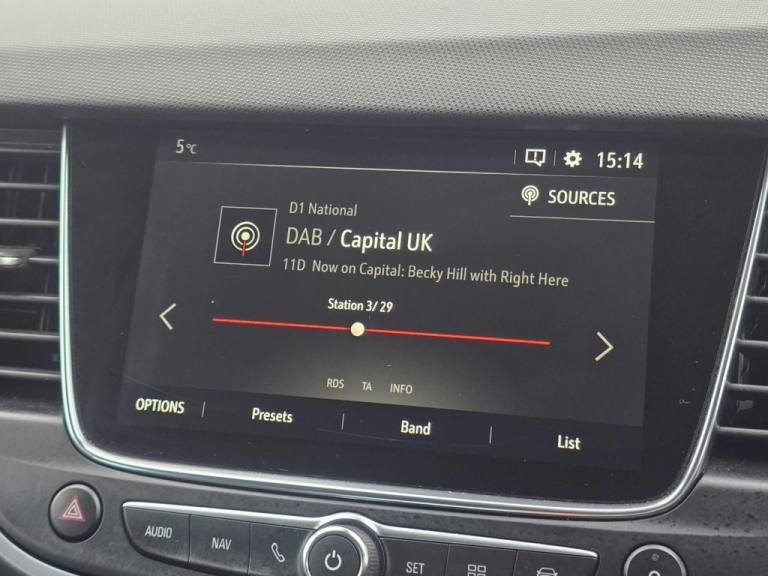 5°C
15:14
SOURCES
D1 National
DAB / Capital UK
11D Now on Capital: Becky Hill with Right Here
Station 3/29
RDS TA INFO
OPTIONS Presets Band List
AUDIO NAV SET